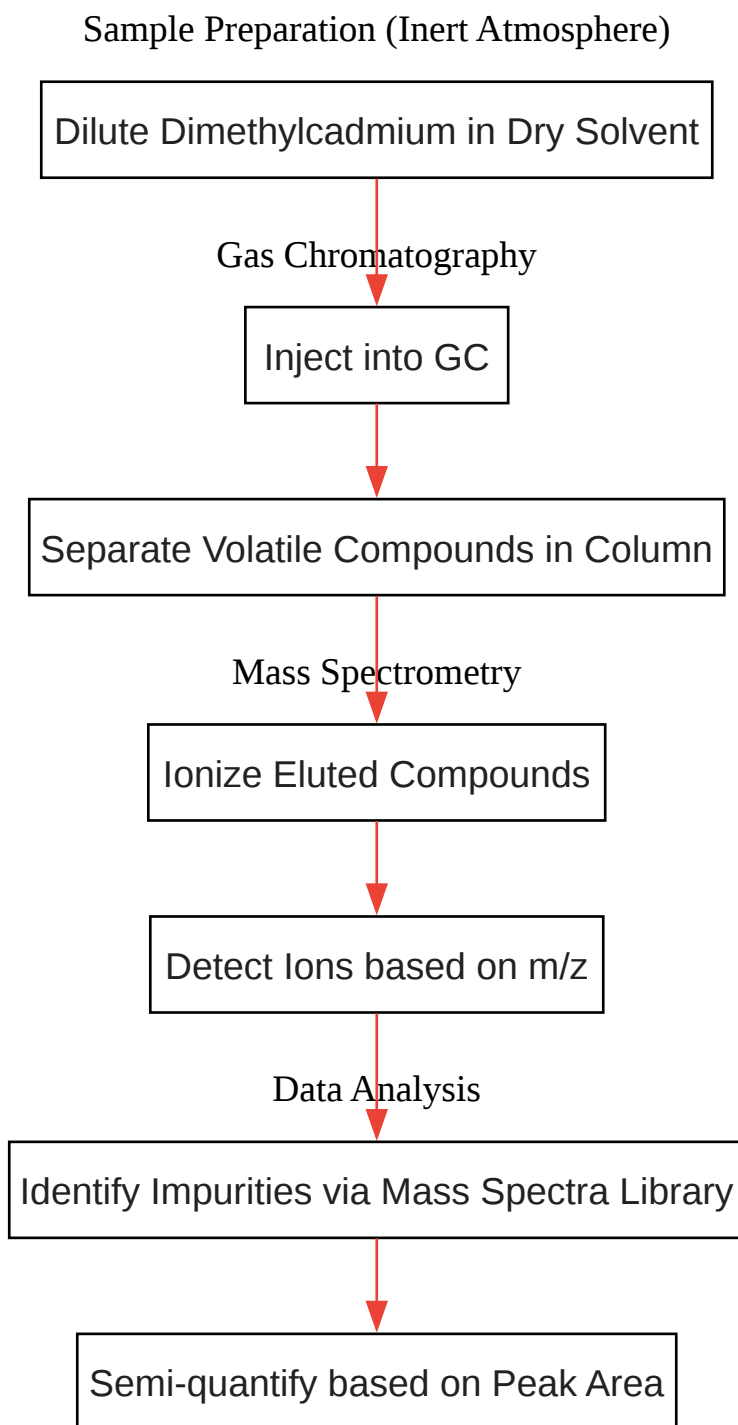 Sample Preparation (Inert Atmosphere)
Dilute Dimethylcadmium in Dry Solvent
Gas Chromatography
Inject into GC
Separate Volatile Compounds in Column
Mass Spectrometry
Ionize Eluted Compounds
Detect Ions based on m/z
Data Analysis
Identify Impurities via Mass Spectra Library
Semi-quantify based on Peak Area